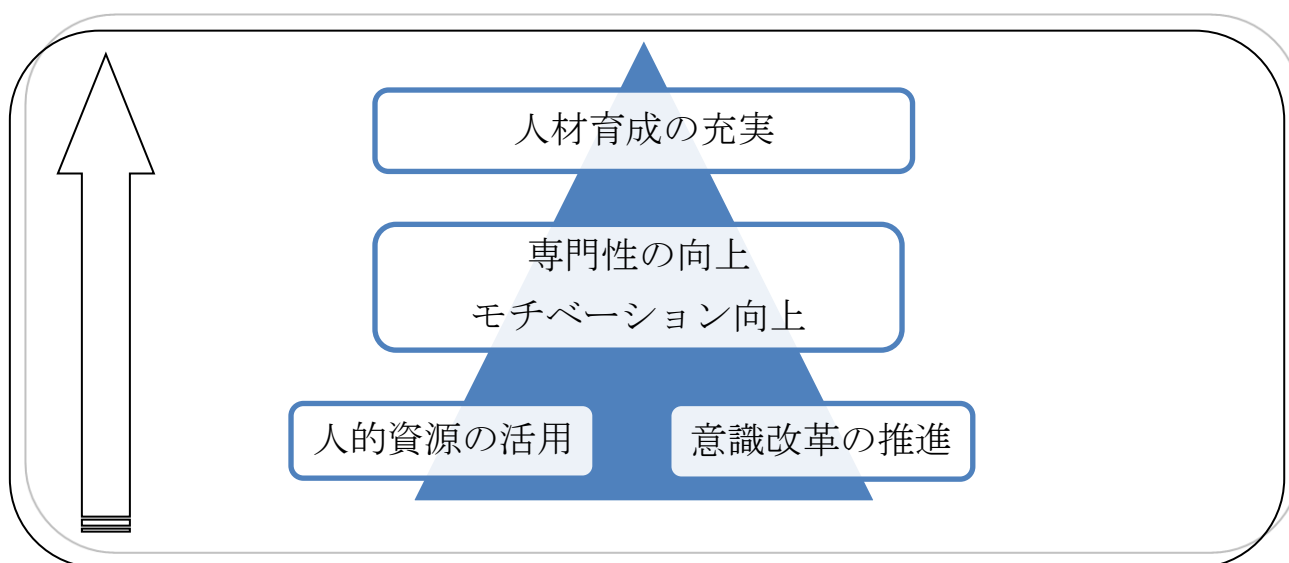 人材育成の充実
専門性の向上
モチベーション向上
人的資源の活用
意識改革の推進